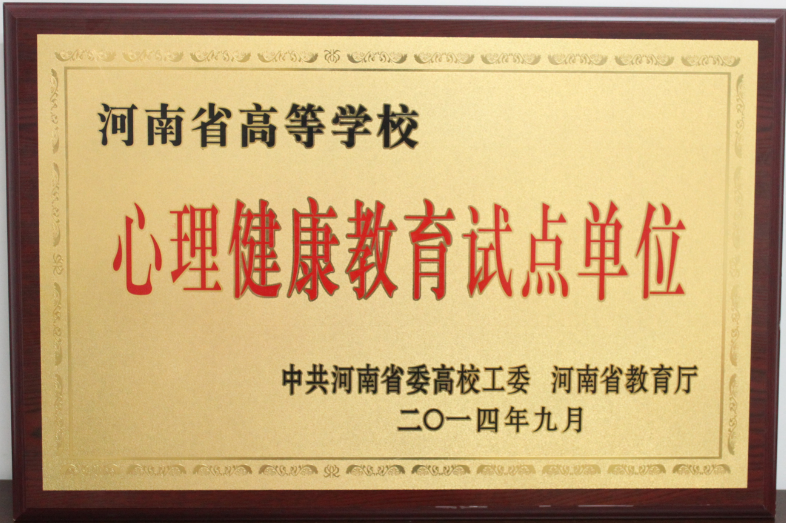 河南省高等学校
心理健康教育试点单位
中共河南省委高校工委 河南省教育厅
二〇一四年九月